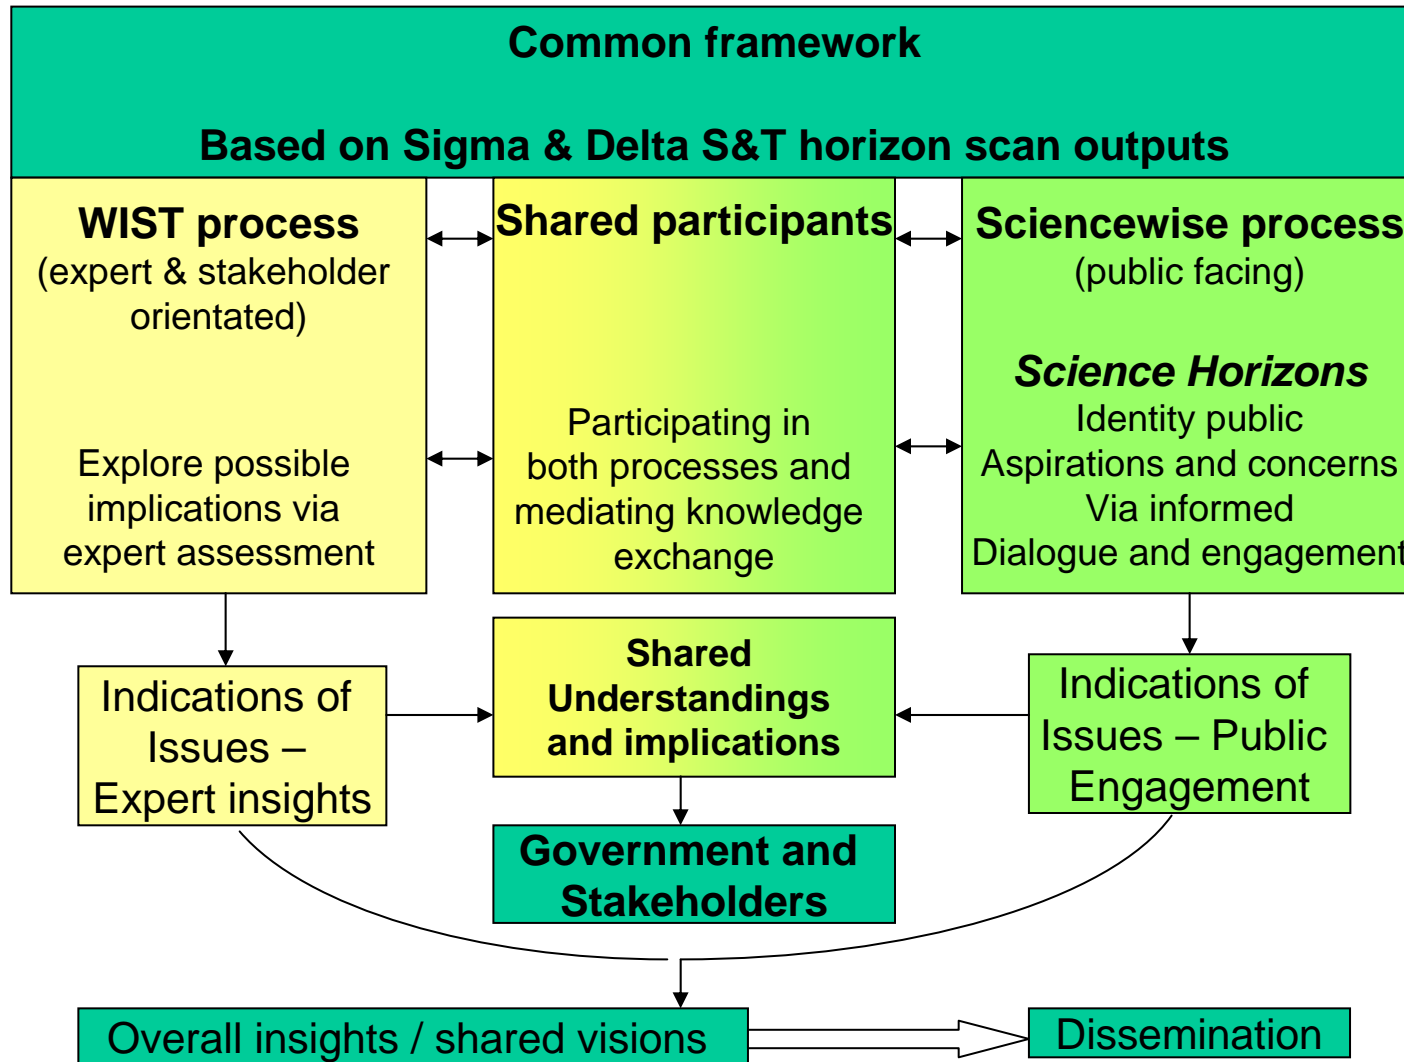 Common framework
Based on Sigma & Delta S&T horizon scan outputs
WIST process
(expert & stakeholder
orientated)
Explore possible
implications via
expert assessment
Shared participants
Participating in
both processes and
mediating knowledge
exchange
Sciencewise process
(public facing)
Science Horizons
Identity public
Aspirations and concerns
Via informed
Dialogue and engagement
Indications of
Issues –
Expert insights
Shared
Understandings
and implications
Indications of
Issues – Public
Engagement
Government and
Stakeholders
Overall insights / shared visions
Dissemination